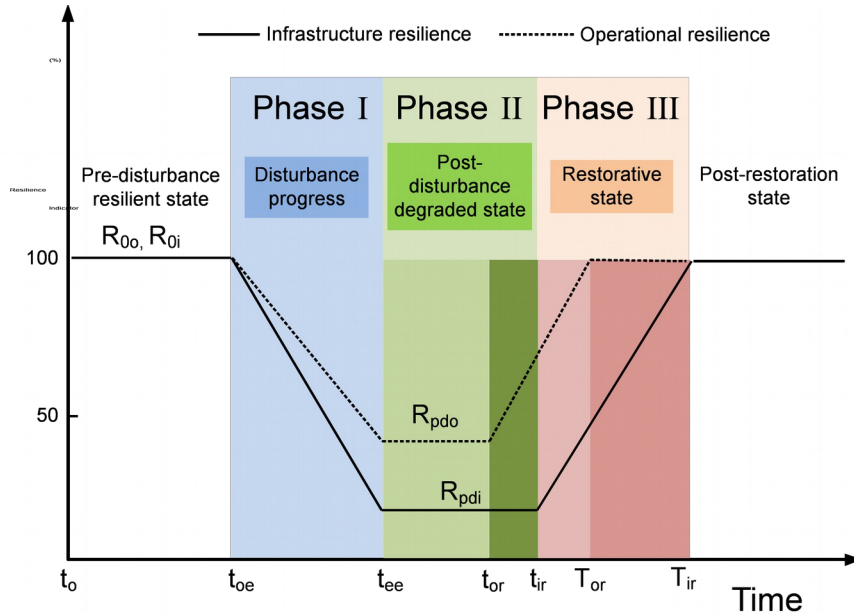 Infrastructure resilience
Operational resilience
(%)
Phase I
Phase II
Phase III
Pre-disturbance
resilient state
Disturbance
progress
Post-
disturbance
degraded state
Restorative
state
Post-restoration
state
Resilience
Indicator
R0o, R0i
100
50
Rpdo
Rpdi
to
toe
tee
tor
tir
Tor
Tir
Time